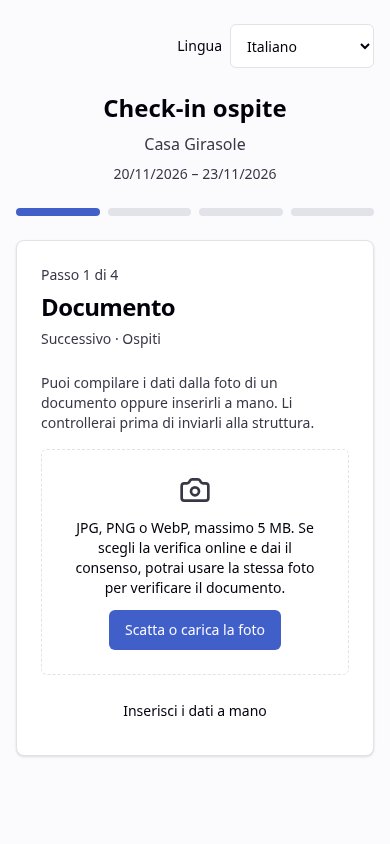 Lingua
Italiano
Check-in ospite
Casa Girasole
20/11/2026 – 23/11/2026
Passo 1 di 4
Documento
Successivo · Ospiti
Puoi compilare i dati dalla foto di un
documento oppure inserirli a mano. Li
controllerai prima di inviarli alla struttura.
JPG, PNG o WebP, massimo 5 MB. Se
scegli la verifica online e dai il
consenso, potrai usare la stessa foto
per verificare il documento.
Scatta o carica la foto
Inserisci i dati a mano